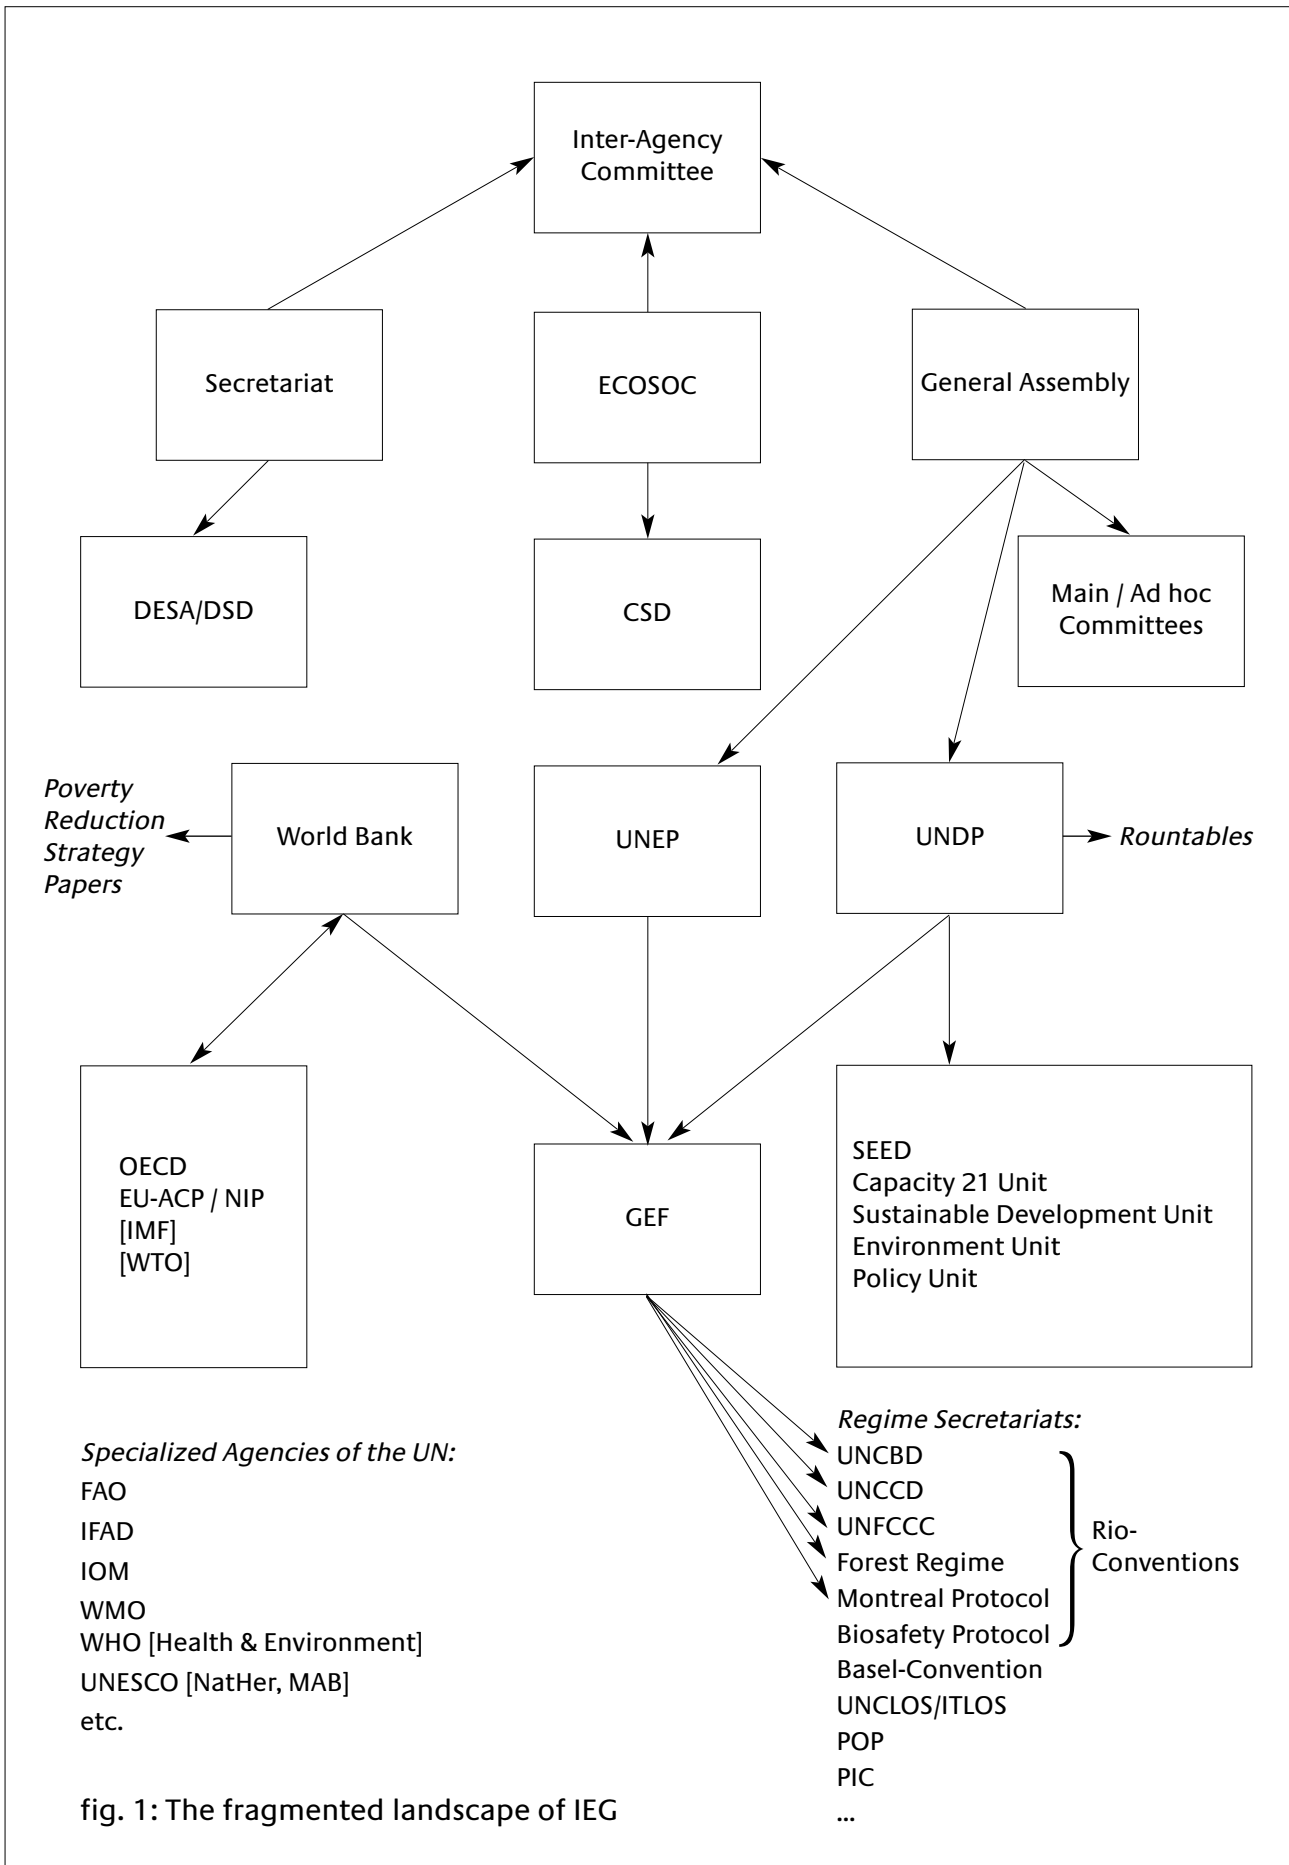 Inter-Agency
Committee
Secretariat
ECOSOC
General Assembly
DESA/DSD
CSD
Main / Ad hoc
Committees
Poverty
Reduction
Strategy
Papers
World Bank
UNEP
UNDP
Rountables
OECD
EU-ACP / NIP
[IMF]
[WTO]
GEF
SEED
Capacity 21 Unit
Sustainable Development Unit
Environment Unit
Policy Unit
Specialized Agencies of the UN:
FAO
IFAD
IOM
WMO
WHO [Health & Environment]
UNESCO [NatHer, MAB]
etc.
Regime Secretariats:
UNCBD
UNCCD
UNFCCC
Forest Regime
Montreal Protocol
Biosafety Protocol
Basel-Convention
UNCLOS/ITLOS
POP
PIC
...
Rio-
Conventions
fig. 1: The fragmented landscape of IEG